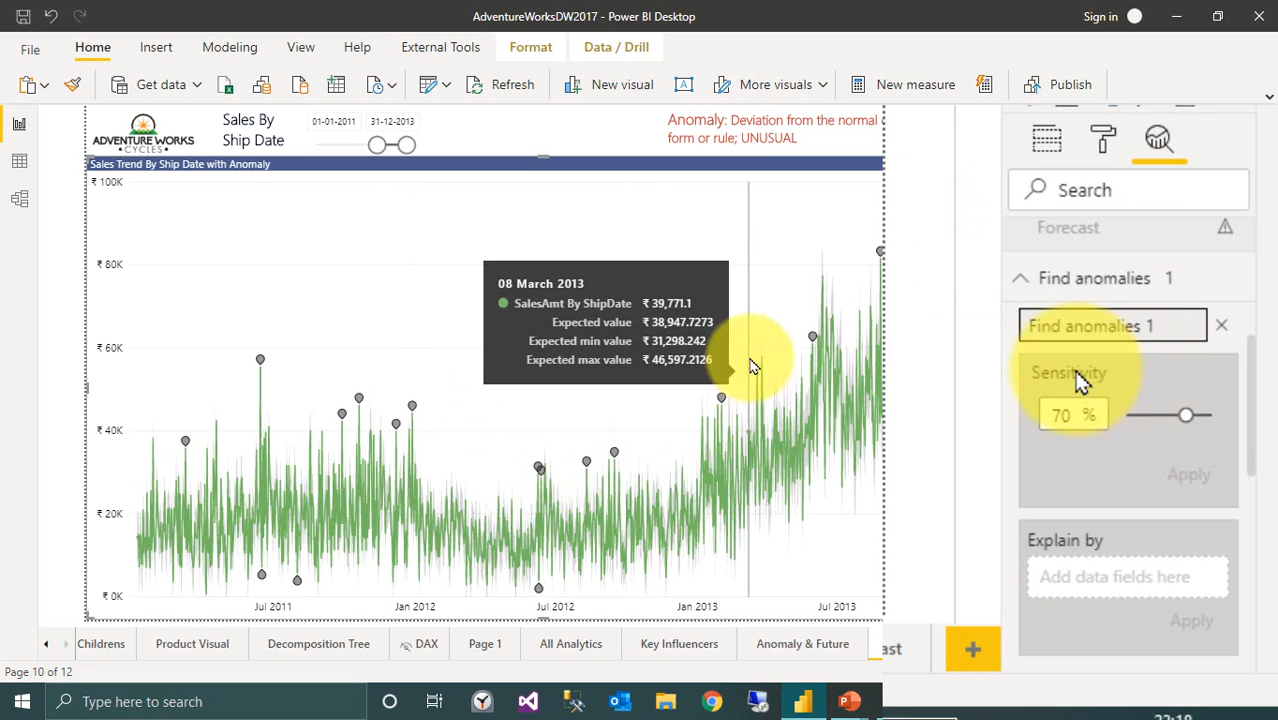 AdventureWorksDW2017 - Power BI Desktop
Sign in
File
Home
Insert
Modeling
View
Help
External Tools
Format
Data / Drill
Get data
Refresh
New visual
More visuals
New measure
Publish
ADVENTURE WORKS
CYCLES
Sales By
Ship Date
01-01-2011
31-12-2013
Anomaly: Deviation from the normal
form or rule; UNUSUAL
Sales Trend By Ship Date with Anomaly
₹ 100K
₹ 80K
₹ 60K
₹ 40K
₹ 20K
₹ 0K
08 March 2013
SalesAmt By ShipDate ₹ 39,771.1
Expected value ₹ 38,947.7273
Expected min value ₹ 31,298.242
Expected max value ₹ 46,597.2126
Jul 2011
Jan 2012
Jul 2012
Jan 2013
Jul 2013
Search
Forecast
Find anomalies 1
Find anomalies 1
Sensitivity
70 %
Apply
Explain by
Add data fields here
Apply
Childrens
Product Visual
Decomposition Tree
DAX
Page 1
All Analytics
Key Influencers
Anomaly & Future
ast
Page 10 of 12
Type here to search